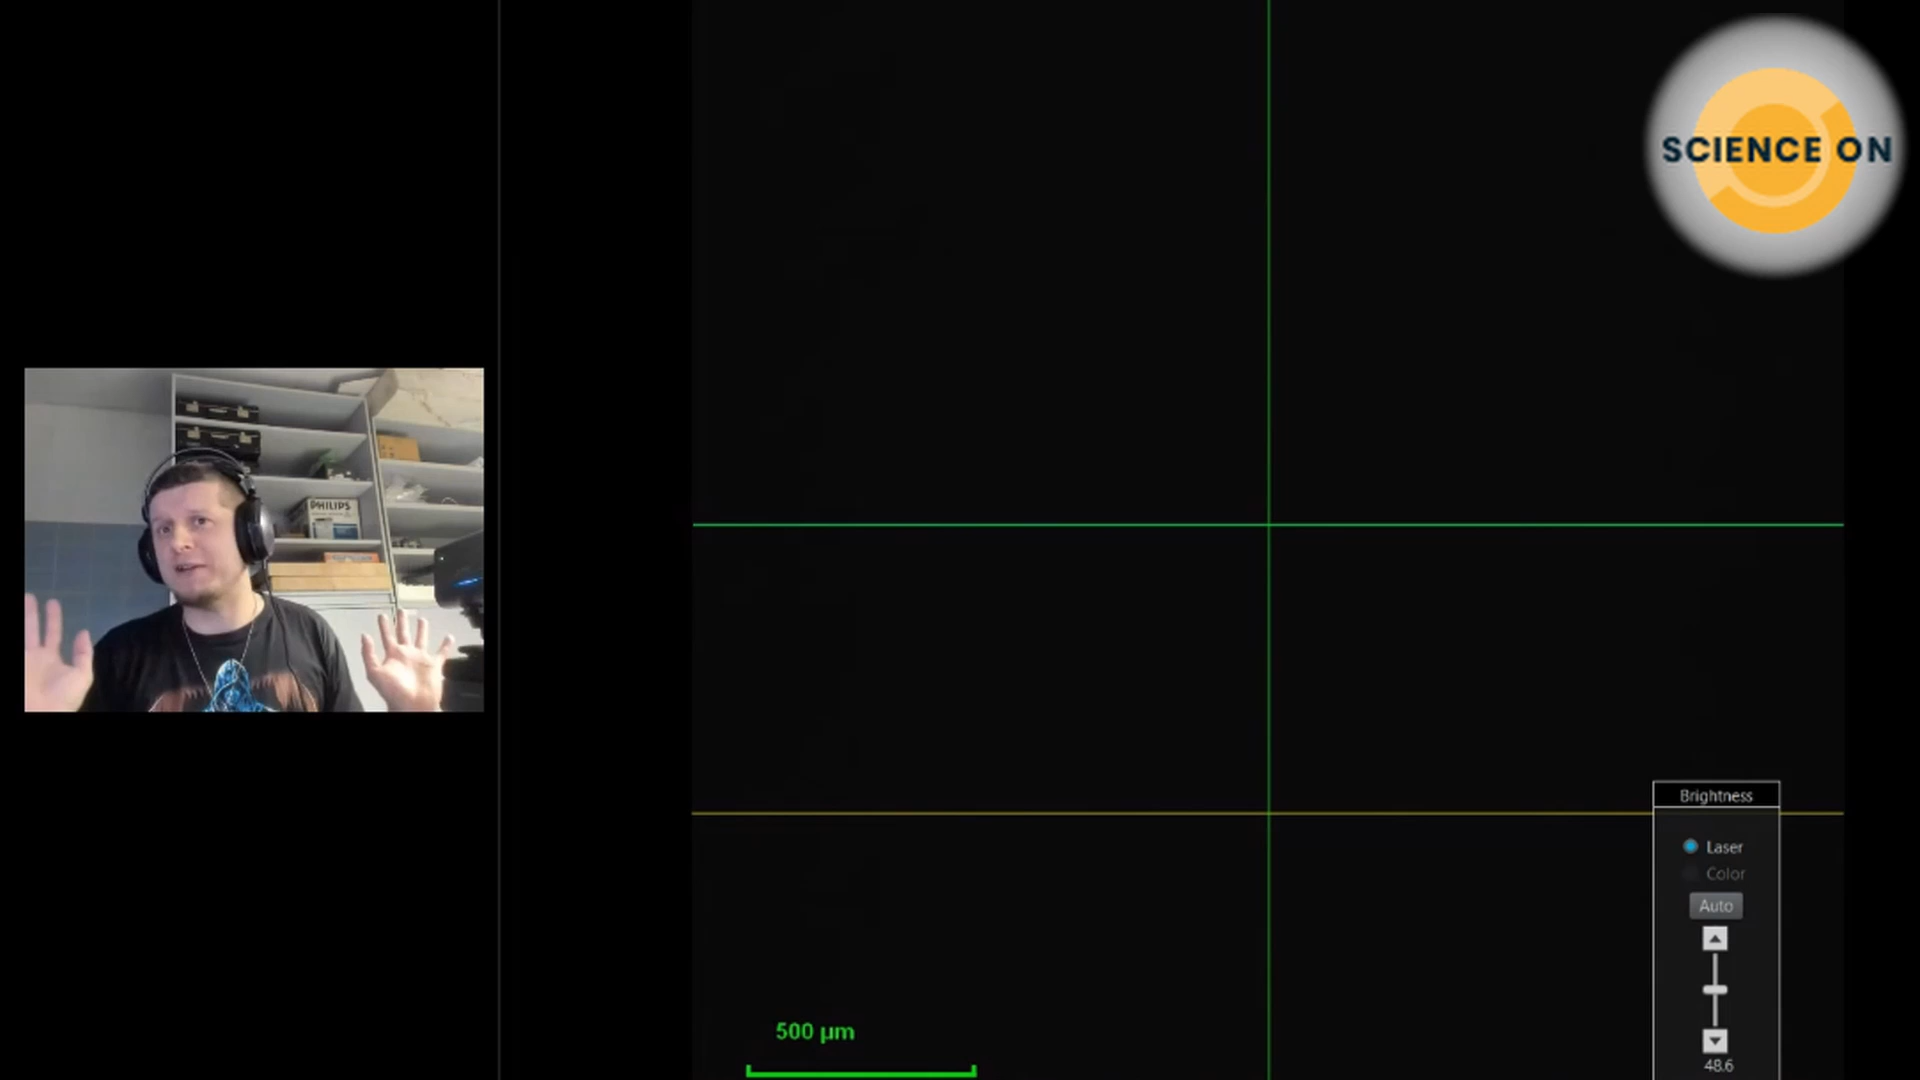 SCIENCE ON
PHILIPS
Brightness
Laser
Color
Auto
500 µm
48.6